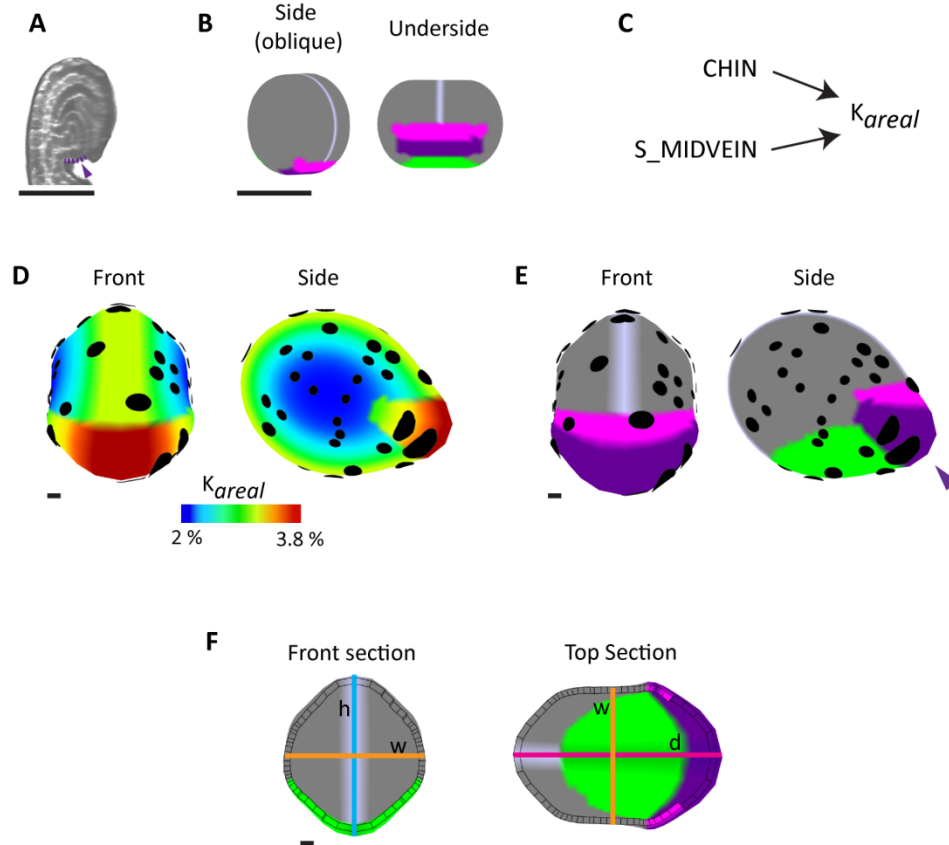 A
B
Side
(oblique)
Underside
C
CHIN
S_MIDVEIN
Kareal
D
Front
Side
Kareal
2 %
3.8 %
E
Front
Side
F
Front section
h
w
Top Section
w
d